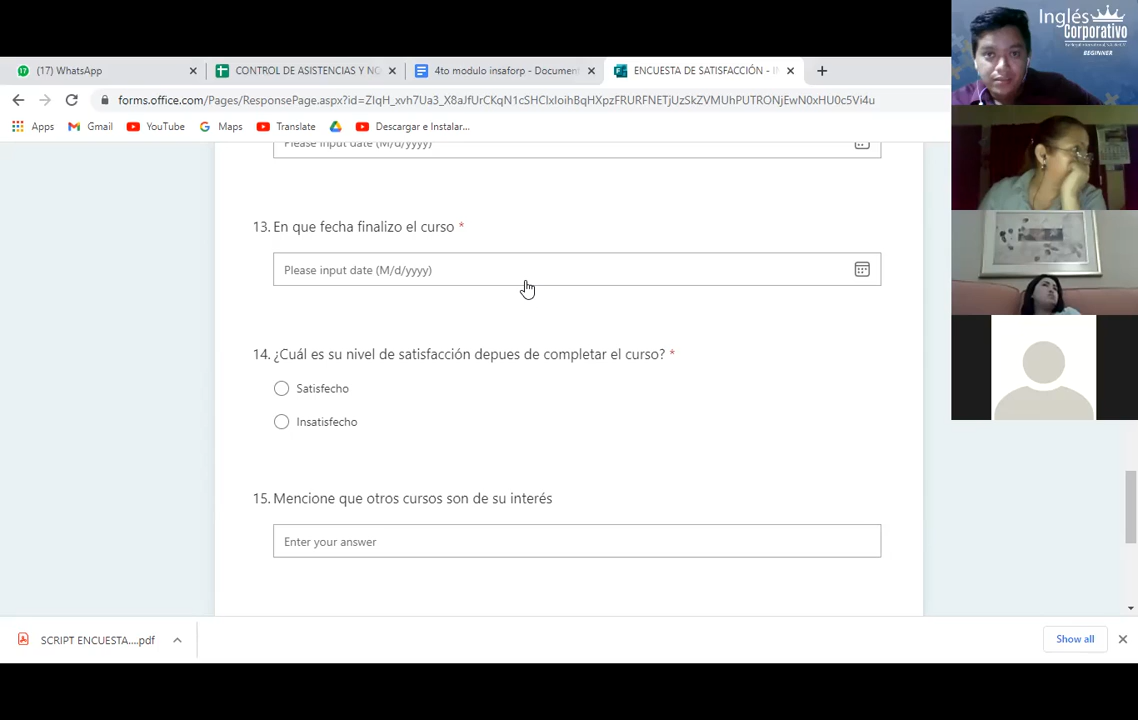 (17) WhatsApp
CONTROL DE ASISTENCIAS Y NO
4to modulo insaforp - Document
ENCUESTA DE SATISFACCIÓN - I
forms.office.com/Pages/ResponsePage.aspx?id=ZIqH_xvh7Ua3_X8aJfUrCKqN1cSHCIxIoihBqHXpzFRURFNETjUzSkZVMUhPUTRONjEwN0xHU0c5Vi4u
Apps
Gmail
YouTube
Maps
Translate
Descargar e Instalar...
Please input date (M/d/yyyy)
13. En que fecha finalizo el curso *
Please input date (M/d/yyyy)
14. ¿Cuál es su nivel de satisfacción depues de completar el curso? *
Satisfecho
Insatisfecho
15. Mencione que otros cursos son de su interés
Enter your answer
SCRIPT ENCUESTA....pdf
Show all
Inglés
Corporativo
BEGINNER